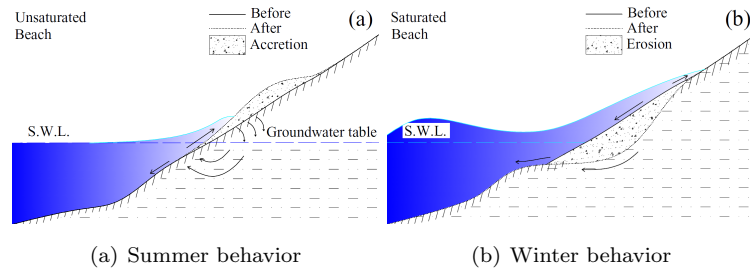 Unsaturated
Beach
Before
After
Accretion
(a)
S.W.L.
Groundwater table
Saturated
Beach
Before
After
Erosion
(b)
S.W.L.
(a) Summer behavior
(b) Winter behavior